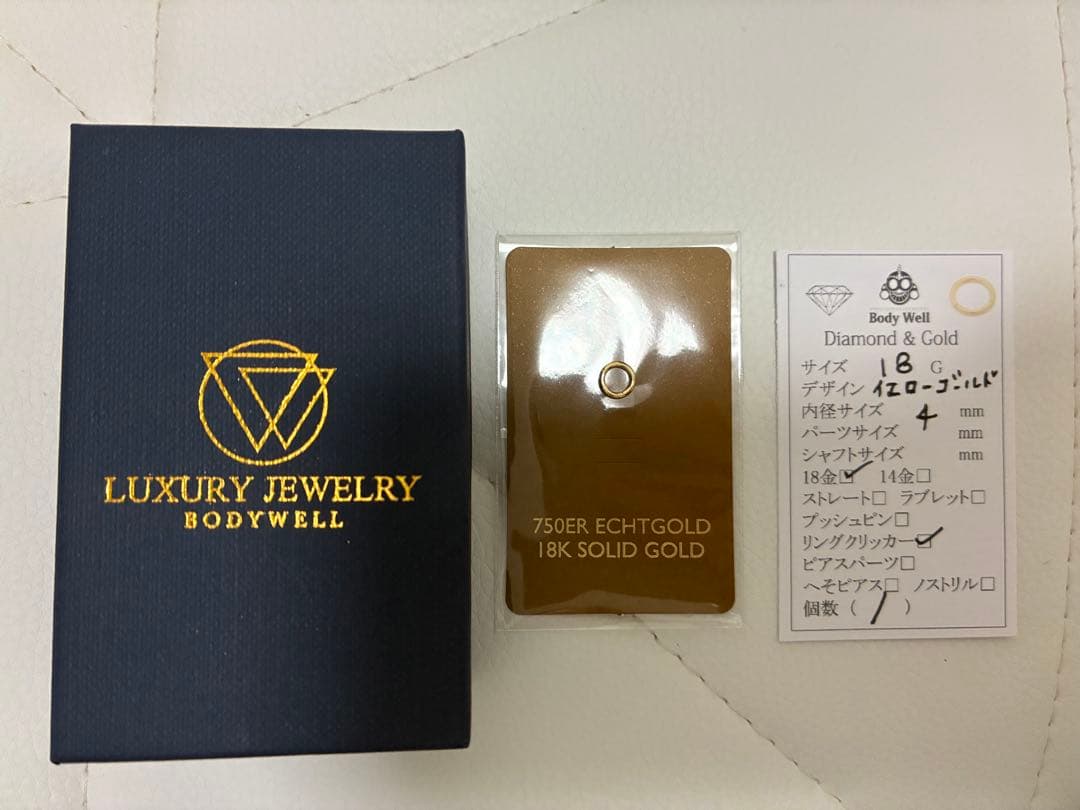 LUXURY JEWELRY
BODYWELL
750ER ECHTGOLD
18K SOLID GOLD
Body Well
Diamond & Gold
サイズ 18 G
デザイン イエローゴールド
内径サイズ 4 mm
パーツサイズ mm
シャフトサイズ mm
18金☑ 14金□
ストレート□ ラブレット□
プッシュピン□
リングクリッカー☑
ピアスパーツ□
へそピアス□ ノストリル□
個数 ( 1 )